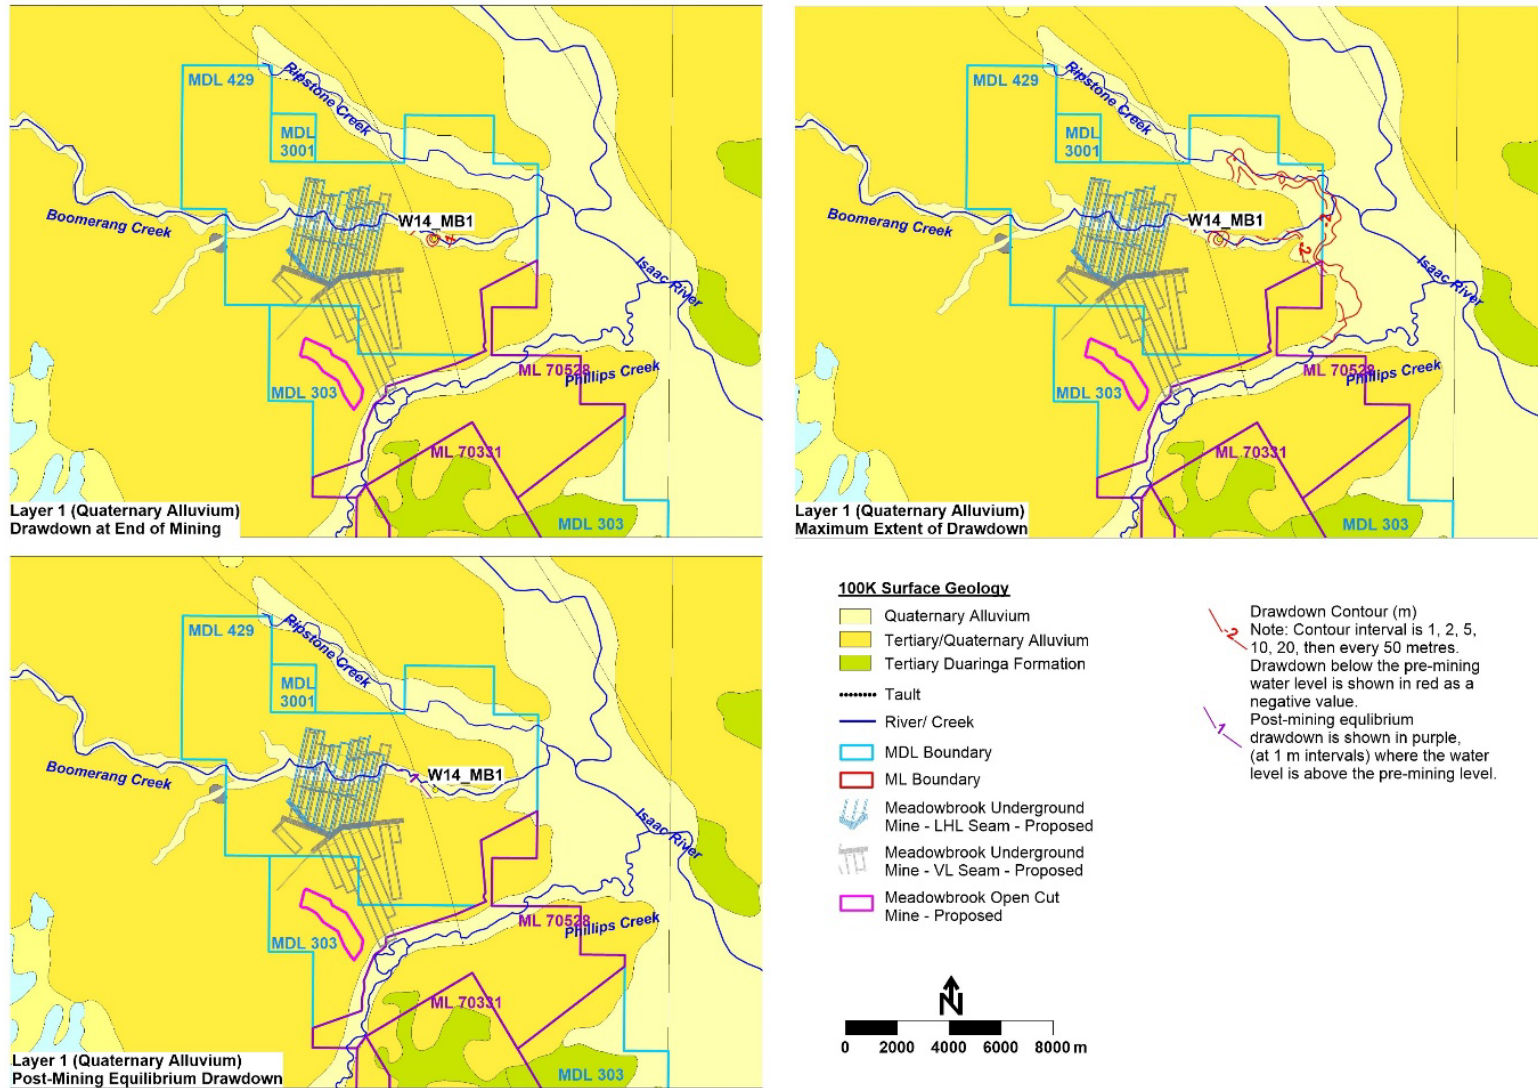 MDL 429
Ripstone Creek
MDL
3001
W14_MB1
Boomerang Creek
Isaac River
ML 70528
Phillips Creek
MDL 303
ML 70331
MDL 303
Layer 1 (Quaternary Alluvium)
Drawdown at End of Mining
MDL 429
Ripstone Creek
MDL
3001
W14_MB1
-2
-2
Boomerang Creek
Isaac River
ML 70528
Phillips Creek
MDL 303
ML 70331
MDL 303
Layer 1 (Quaternary Alluvium)
Maximum Extent of Drawdown
MDL 429
Ripstone Creek
MDL
3001
1
W14_MB1
Boomerang Creek
Isaac River
ML 70528
Phillips Creek
MDL 303
ML 70331
MDL 303
Layer 1 (Quaternary Alluvium)
Post-Mining Equilibrium Drawdown
100K Surface Geology
Quaternary Alluvium
Tertiary/Quaternary Alluvium
Tertiary Duaringa Formation
Tault
River/ Creek
MDL Boundary
ML Boundary
Meadowbrook Underground
Mine - LHL Seam - Proposed
Meadowbrook Underground
Mine - VL Seam - Proposed
Meadowbrook Open Cut
Mine - Proposed
N
0 2000 4000 6000 8000 m
-2
Drawdown Contour (m)
Note: Contour interval is 1, 2, 5,
10, 20, then every 50 metres.
Drawdown below the pre-mining
water level is shown in red as a
negative value.
1
Post-mining equlibrium
drawdown is shown in purple,
(at 1 m intervals) where the water
level is above the pre-mining level.